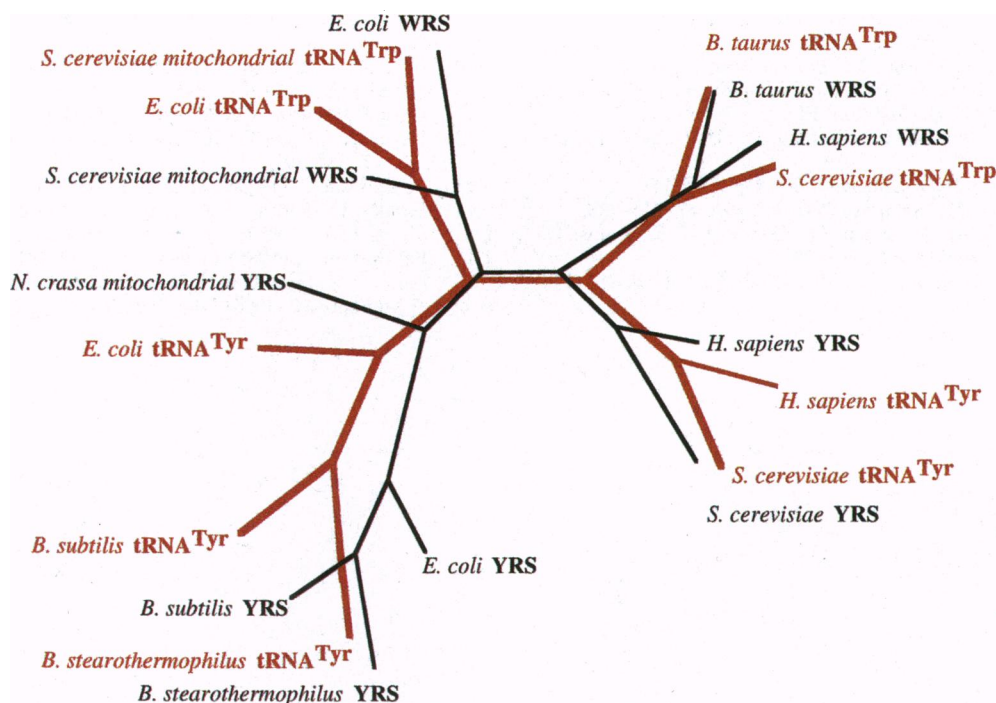 E. coli WRS
S. cerevisiae mitochondrial tRNATrp
B. taurus tRNATrp
B. taurus WRS
E. coli tRNATrp
H. sapiens WRS
S. cerevisiae mitochondrial WRS
S. cerevisiae tRNATrp
N. crassa mitochondrial YRS
E. coli tRNATyr
H. sapiens YRS
H. sapiens tRNATyr
S. cerevisiae tRNATyr
S. cerevisiae YRS
B. subtilis tRNATyr
E. coli YRS
B. subtilis YRS
B. stearothermophilus tRNATyr
B. stearothermophilus YRS